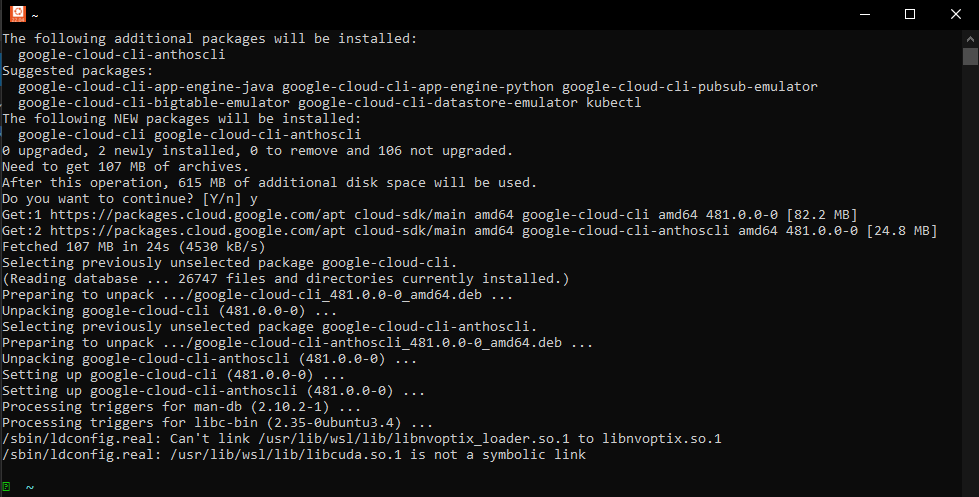 ~
The following additional packages will be installed:
  google-cloud-cli-anthoscli
Suggested packages:
  google-cloud-cli-app-engine-java google-cloud-cli-app-engine-python google-cloud-cli-pubsub-emulator
  google-cloud-cli-bigtable-emulator google-cloud-cli-datastore-emulator kubectl
The following NEW packages will be installed:
  google-cloud-cli google-cloud-cli-anthoscli
0 upgraded, 2 newly installed, 0 to remove and 106 not upgraded.
Need to get 107 MB of archives.
After this operation, 615 MB of additional disk space will be used.
Do you want to continue? [Y/n] y
Get:1 https://packages.cloud.google.com/apt cloud-sdk/main amd64 google-cloud-cli amd64 481.0.0-0 [82.2 MB]
Get:2 https://packages.cloud.google.com/apt cloud-sdk/main amd64 google-cloud-cli-anthoscli amd64 481.0.0-0 [24.8 MB]
Fetched 107 MB in 24s (4530 kB/s)
Selecting previously unselected package google-cloud-cli.
(Reading database ... 26747 files and directories currently installed.)
Preparing to unpack .../google-cloud-cli_481.0.0-0_amd64.deb ...
Unpacking google-cloud-cli (481.0.0-0) ...
Selecting previously unselected package google-cloud-cli-anthoscli.
Preparing to unpack .../google-cloud-cli-anthoscli_481.0.0-0_amd64.deb ...
Unpacking google-cloud-cli-anthoscli (481.0.0-0) ...
Setting up google-cloud-cli (481.0.0-0) ...
Setting up google-cloud-cli-anthoscli (481.0.0-0) ...
Processing triggers for man-db (2.10.2-1) ...
Processing triggers for libc-bin (2.35-0ubuntu3.4) ...
/sbin/ldconfig.real: Can't link /usr/lib/wsl/lib/libnvoptix_loader.so.1 to libnvoptix.so.1
/sbin/ldconfig.real: /usr/lib/wsl/lib/libcuda.so.1 is not a symbolic link
~